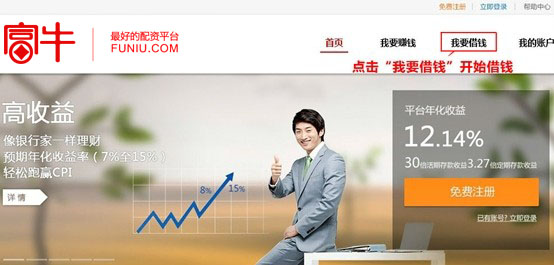 免费注册 | 立即登录 | 帮助中心
富牛
最好的配资平台
FUNIU.COM
首页 我要赚钱 我要借钱 我的账户
点击“我要借钱”开始借钱
高收益
像银行家一样理财
预期年化收益率（7%至15%）
轻松跑赢CPI
详 情
8% 15%
平台年化收益
12.14%
30倍活期存款收益3.27倍定期存款收益
免费注册
已有账号? 立即登录